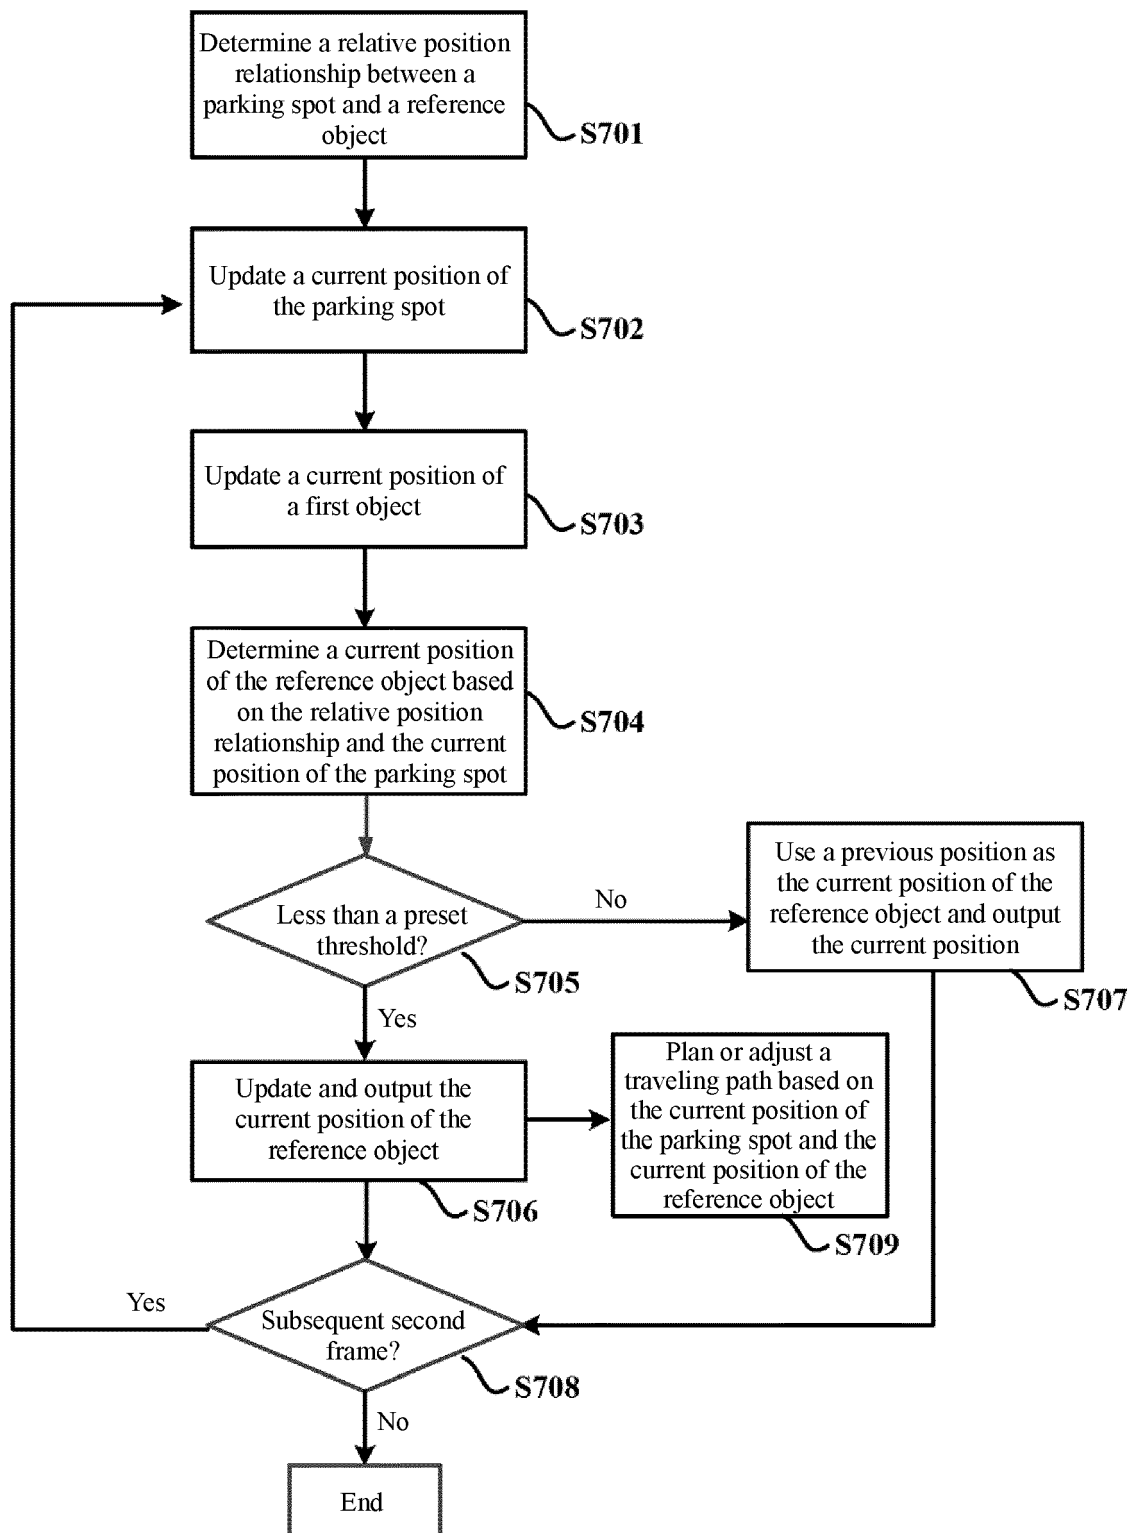 Determine a relative position
relationship between a
parking spot and a reference
object
S701
Update a current position of
the parking spot
S702
Update a current position of
a first object
S703
Determine a current position
of the reference object based
on the relative position
relationship and the current
position of the parking spot
S704
Less than a preset
threshold?
S705
No
Use a previous position as
the current position of the
reference object and output
the current position
S707
Yes
Update and output the
current position of the
reference object
S706
Plan or adjust a
traveling path based on
the current position of
the parking spot and the
current position of the
reference object
S709
Yes
Subsequent second
frame?
S708
No
End